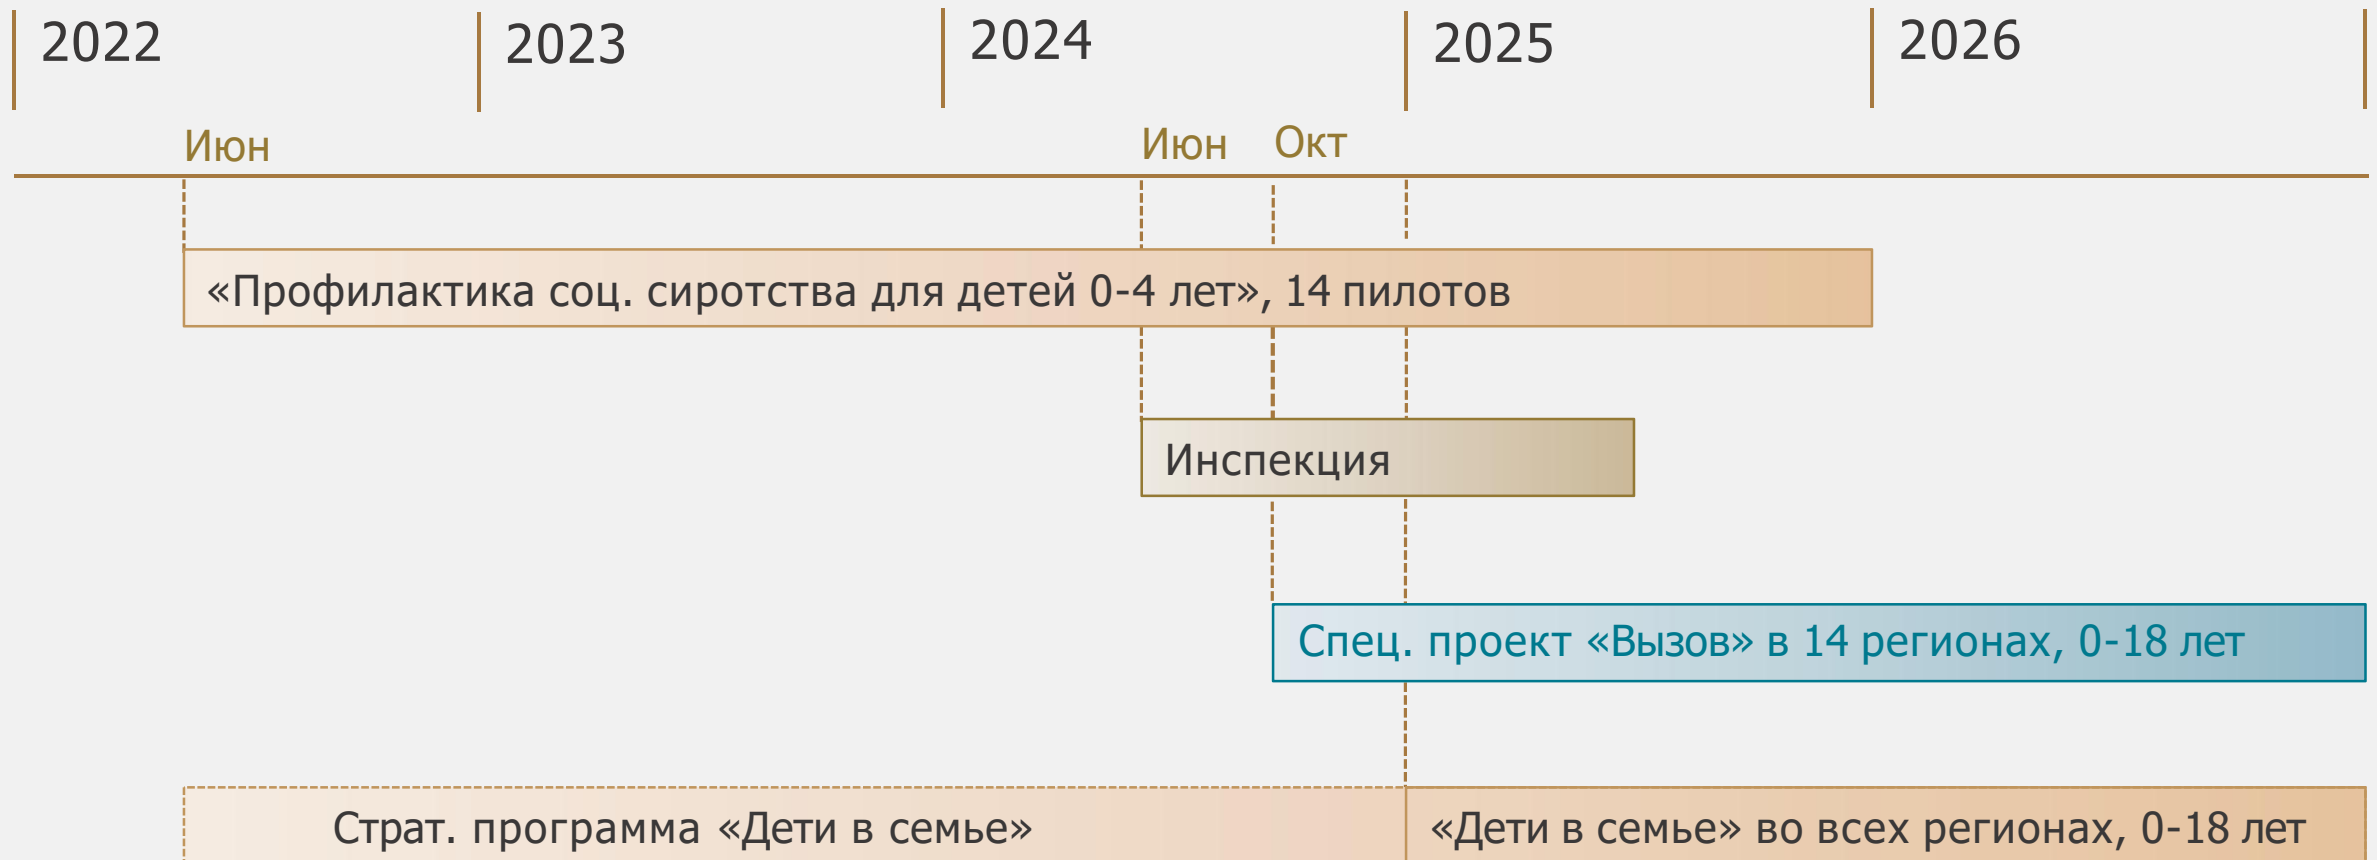 2022 2023 2024 2025 2026
Июн Июн Окт
«Профилактика соц. сиротства для детей 0-4 лет», 14 пилотов
Инспекция
Спец. проект «Вызов» в 14 регионах, 0-18 лет
Страт. программа «Дети в семье» «Дети в семье» во всех регионах, 0-18 лет